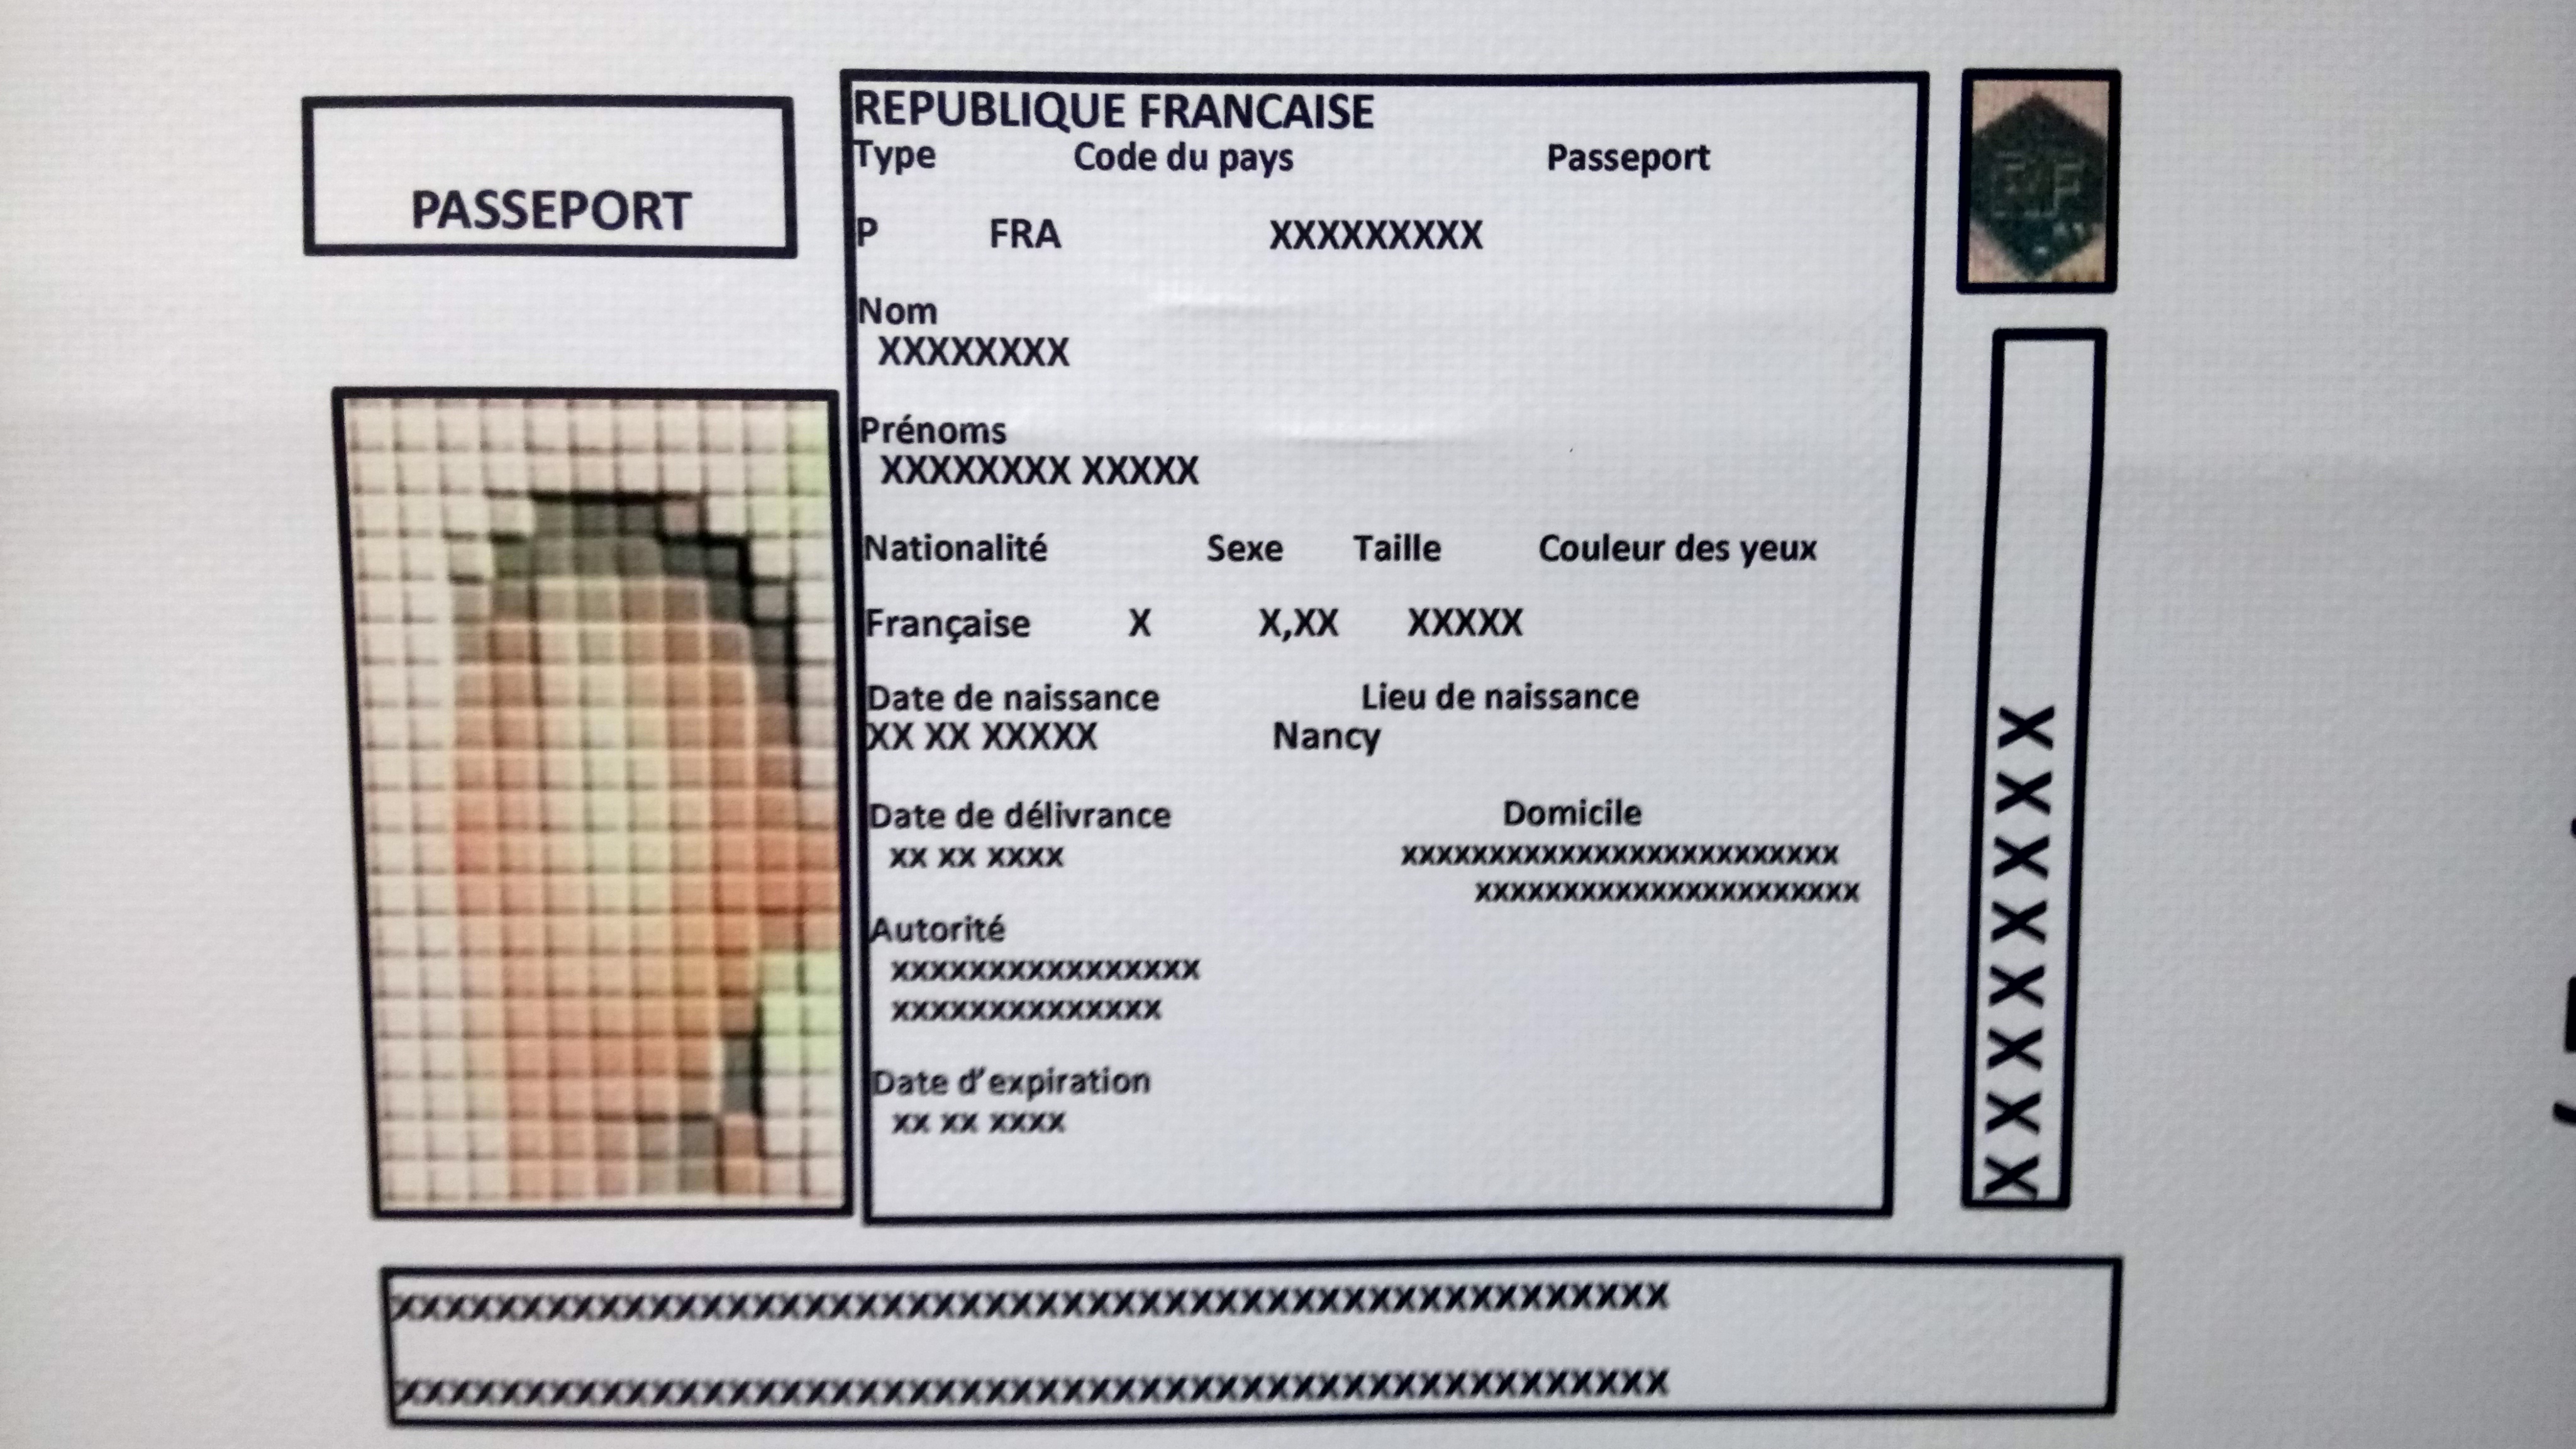 PASSEPORT
REPUBLIQUE FRANCAISE
Type Code du pays Passeport
P FRA XXXXXXXXX
Nom
XXXXXXXX
Prénoms
XXXXXXXX XXXXX
Nationalité Sexe Taille Couleur des yeux
Française X X,XX XXXXX
Date de naissance Lieu de naissance
XX XX XXXXX Nancy
Date de délivrance Domicile
XX XX XXXX XXXXXXXXXXXXXXXXXXXXXXXX
XXXXXXXXXXXXXXXXXXXXX
Autorité
XXXXXXXXXXXXXXXX
XXXXXXXXXXXXXX
Date d’expiration
XX XX XXXX
XXXXXXXX
XXXXXXXXXXXXXXXXXXXXXXXXXXXXXXXXXXXXXXXXXXXXXXXXXX
XXXXXXXXXXXXXXXXXXXXXXXXXXXXXXXXXXXXXXXXXXXXXXXXXX